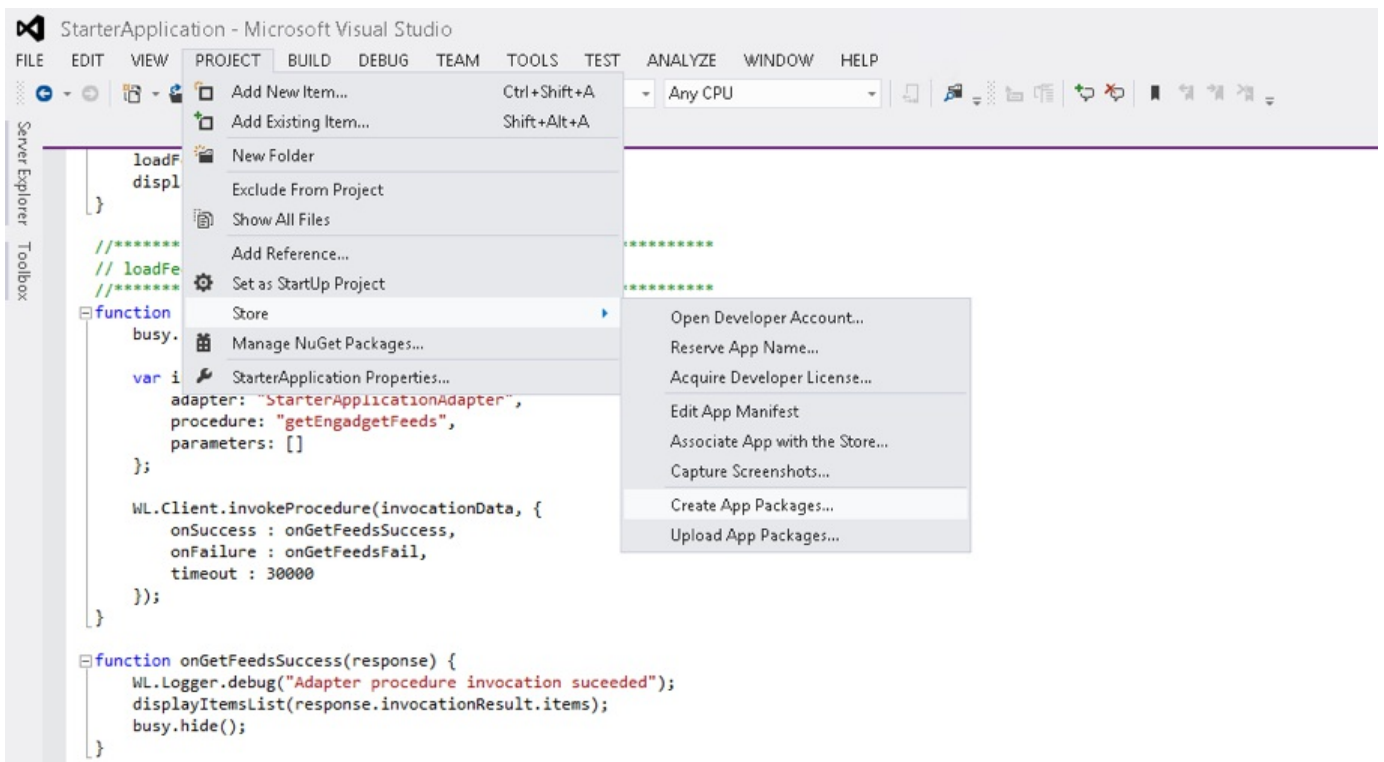 StarterApplication - Microsoft Visual Studio
FILE EDIT VIEW PROJECT BUILD DEBUG TEAM TOOLS TEST ANALYZE WINDOW HELP
Any CPU
Server Explorer
Toolbox
Add New Item... Ctrl+Shift+A
Add Existing Item... Shift+Alt+A
New Folder
Exclude From Project
Show All Files
Add Reference...
Set as StartUp Project
Store
Manage NuGet Packages...
StarterApplication Properties...
Open Developer Account...
Reserve App Name...
Acquire Developer License...
Edit App Manifest
Associate App with the Store...
Capture Screenshots...
Create App Packages...
Upload App Packages...
loadF
displ
}
//*******
**********
// loadFe
//*******
**********
function
busy.
var i
adapter: "StarterApplicationAdapter",
procedure: "getEngadgetFeeds",
parameters: []
};
WL.Client.invokeProcedure(invocationData, {
onSuccess : onGetFeedsSuccess,
onFailure : onGetFeedsFail,
timeout : 30000
});
}
function onGetFeedsSuccess(response) {
WL.Logger.debug("Adapter procedure invocation suceeded");
displayItemsList(response.invocationResult.items);
busy.hide();
}